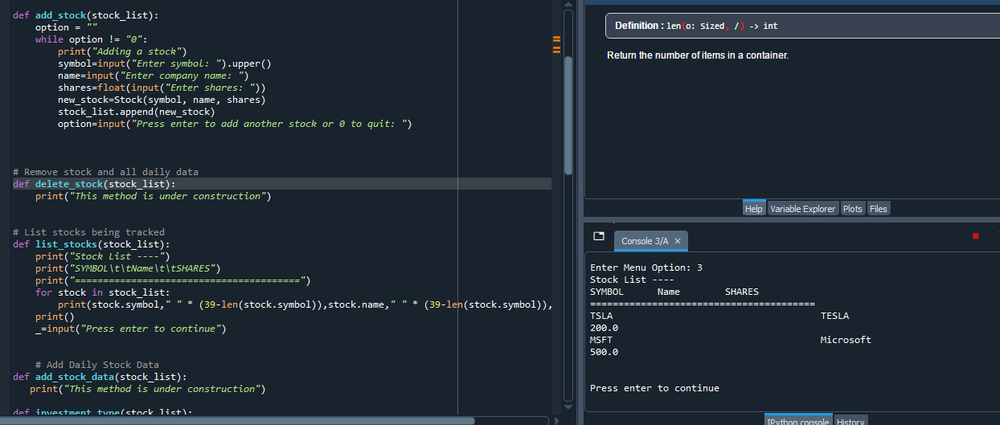 def add_stock(stock_list):
    option = ""
    while option != "0":
        print("Adding a stock")
        symbol=input("Enter symbol: ").upper()
        name=input("Enter company name: ")
        shares=float(input("Enter shares: "))
        new_stock=Stock(symbol, name, shares)
        stock_list.append(new_stock)
        option=input("Press enter to add another stock or 0 to quit: ")
# Remove stock and all daily data
def delete_stock(stock_list):
    print("This method is under construction")
# List stocks being tracked
def list_stocks(stock_list):
    print("Stock List ----")
    print("SYMBOL\t\tName\t\tSHARES")
    print("========================================")
    for stock in stock_list:
        print(stock.symbol," " * (39-len(stock.symbol)),stock.name," " * (39-len(stock.symbol)),
    print()
    _=input("Press enter to continue")
    # Add Daily Stock Data
def add_stock_data(stock_list):
   print("This method is under construction")
def investment_type(stock_list):
Definition : len(o: Sized, /) -> int
Return the number of items in a container.
Help Variable Explorer Plots Files
Console 3/A ×
Enter Menu Option: 3
Stock List ----
SYMBOL      Name        SHARES
========================================
TSLA                                     TESLA
200.0
MSFT                                     Microsoft
500.0
Press enter to continue
IPython console History